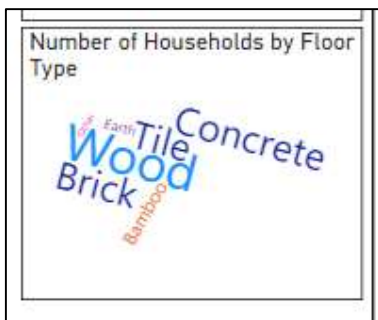 Number of Households by Floor
Type
Concrete
Earth
Tile
Wood
Brick
Bamboo